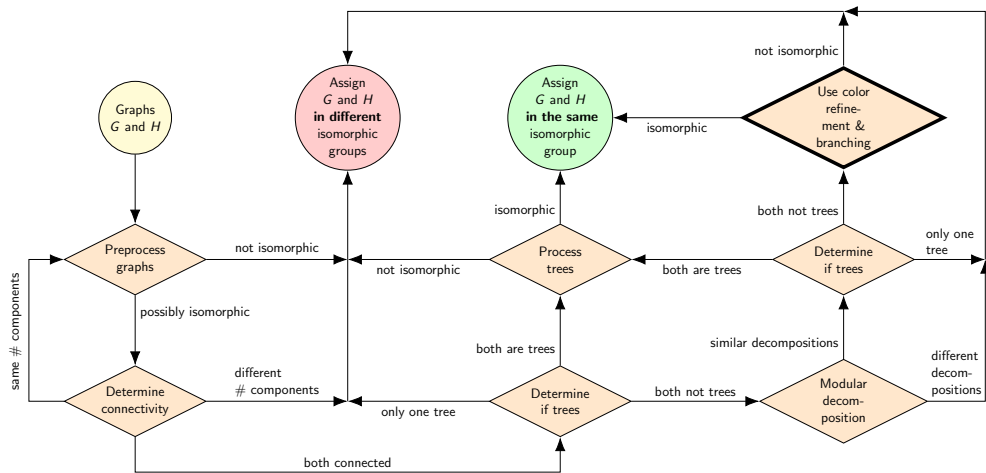 not isomorphic
Graphs
G and H
Assign
G and H
in different
isomorphic
groups
Assign
G and H
in the same
isomorphic
group
isomorphic
Use color
refine-
ment &
branching
isomorphic
both not trees
only one
tree
Preprocess
graphs
not isomorphic
not isomorphic
Process
trees
both are trees
Determine
if trees
same # components
possibly isomorphic
both are trees
similar decompositions
different
decom-
positions
Determine
connectivity
different
# components
only one tree
Determine
if trees
both not trees
Modular
decom-
position
both connected